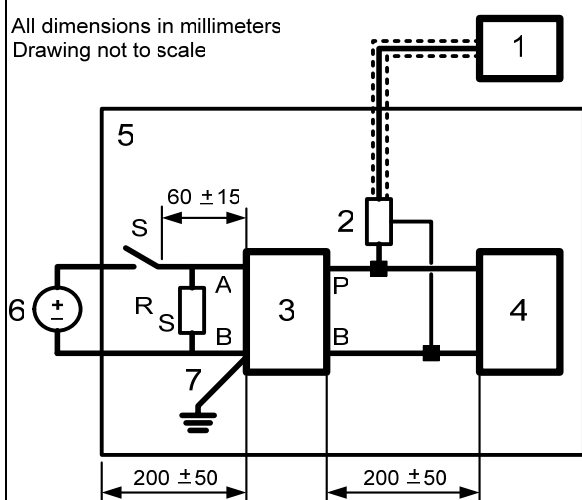 All dimensions in millimeters
Drawing not to scale
1
5
60 ±15
S
2
A
P
6
+
−
R
S
3
4
B
B
7
200 ±50
200 ±50